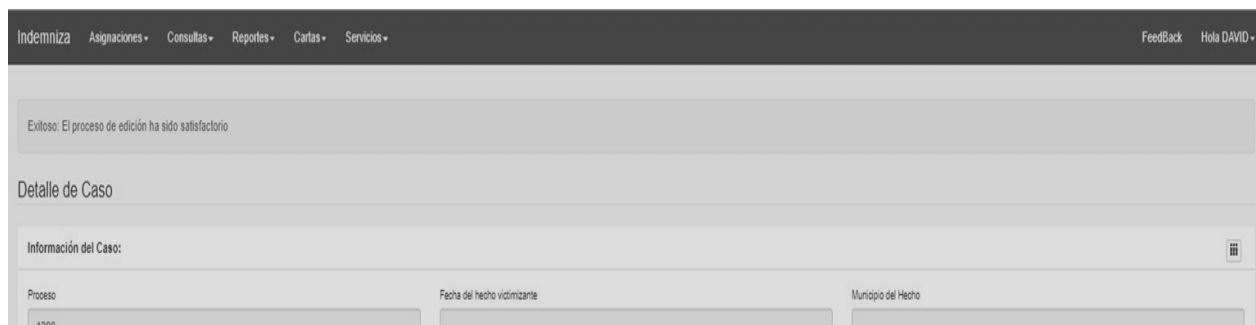 Indemniza Asignaciones Consultas Reportes Cartas Servicios FeedBack Hola DAVID
Exitoso: El proceso de edición ha sido satisfactorio
Detalle de Caso
Información del Caso:
Proceso Fecha del hecho victimizante Municipio del Hecho